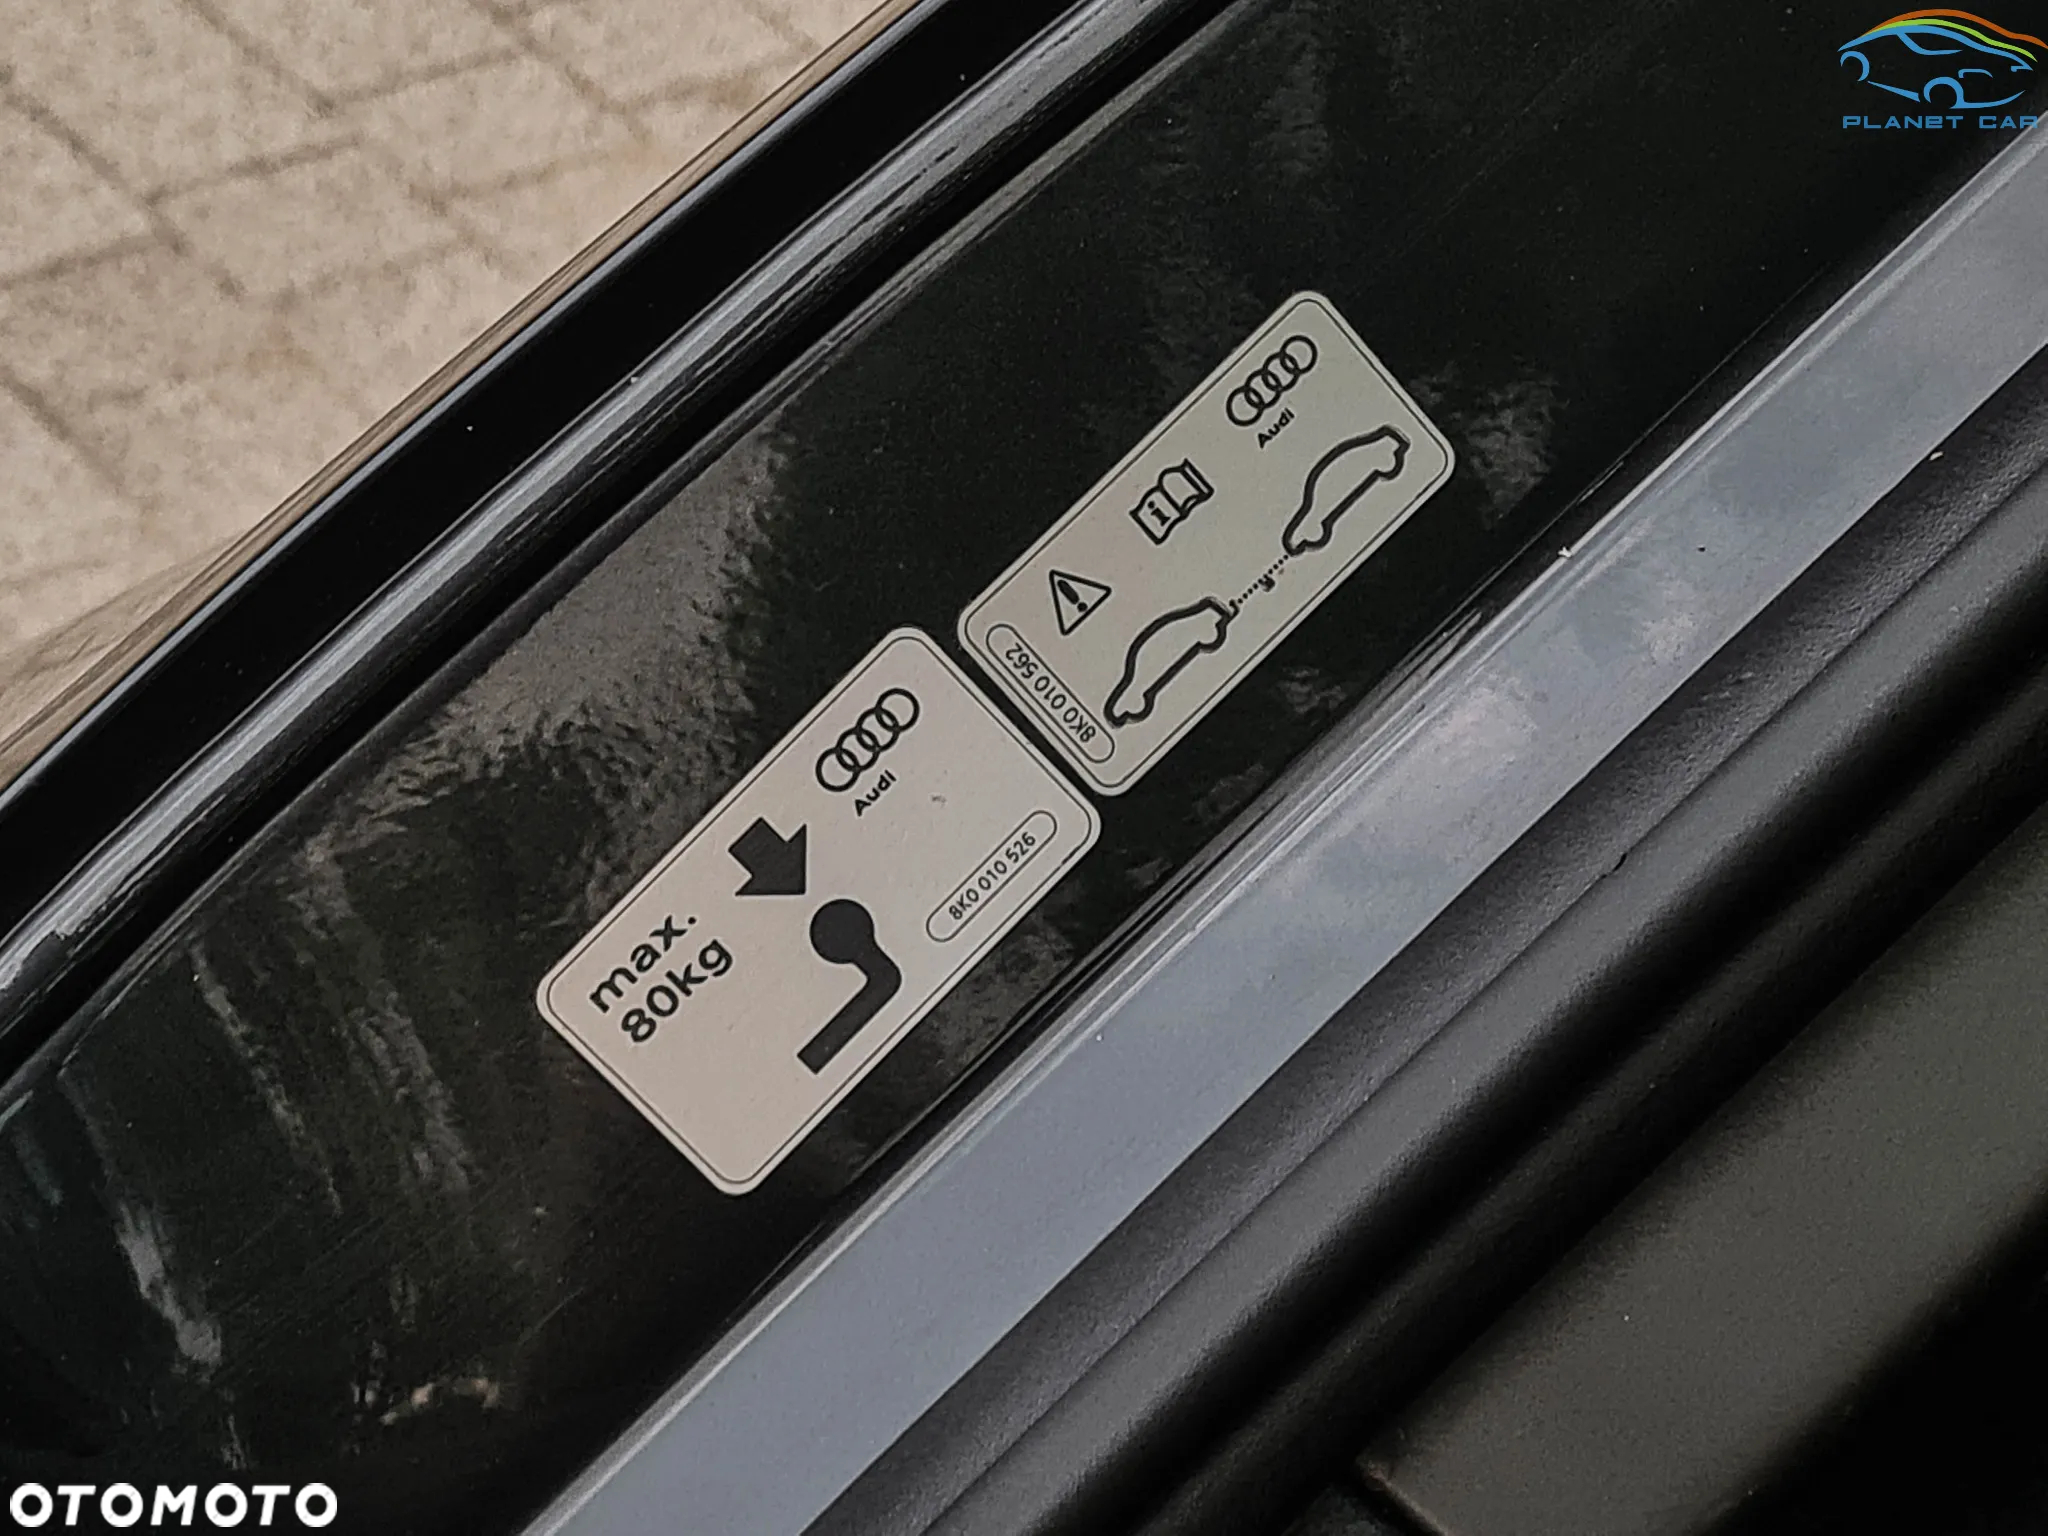 PLANET CAR
Audi
i
8K0 010 562
Audi
max.
80kg
8K0 010 526
OTOMOTO